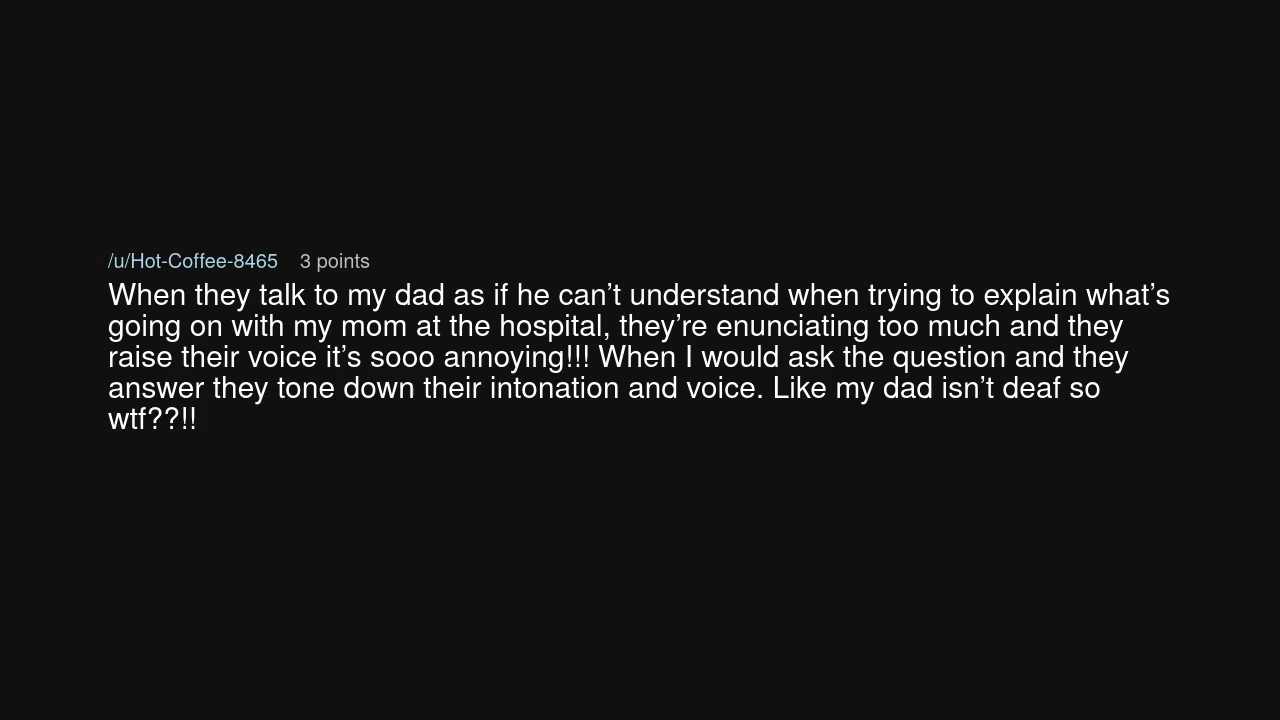 /u/Hot-Coffee-8465 3 points
When they talk to my dad as if he can’t understand when trying to explain what’s
going on with my mom at the hospital, they’re enunciating too much and they
raise their voice it’s sooo annoying!!! When I would ask the question and they
answer they tone down their intonation and voice. Like my dad isn’t deaf so
wtf??!!